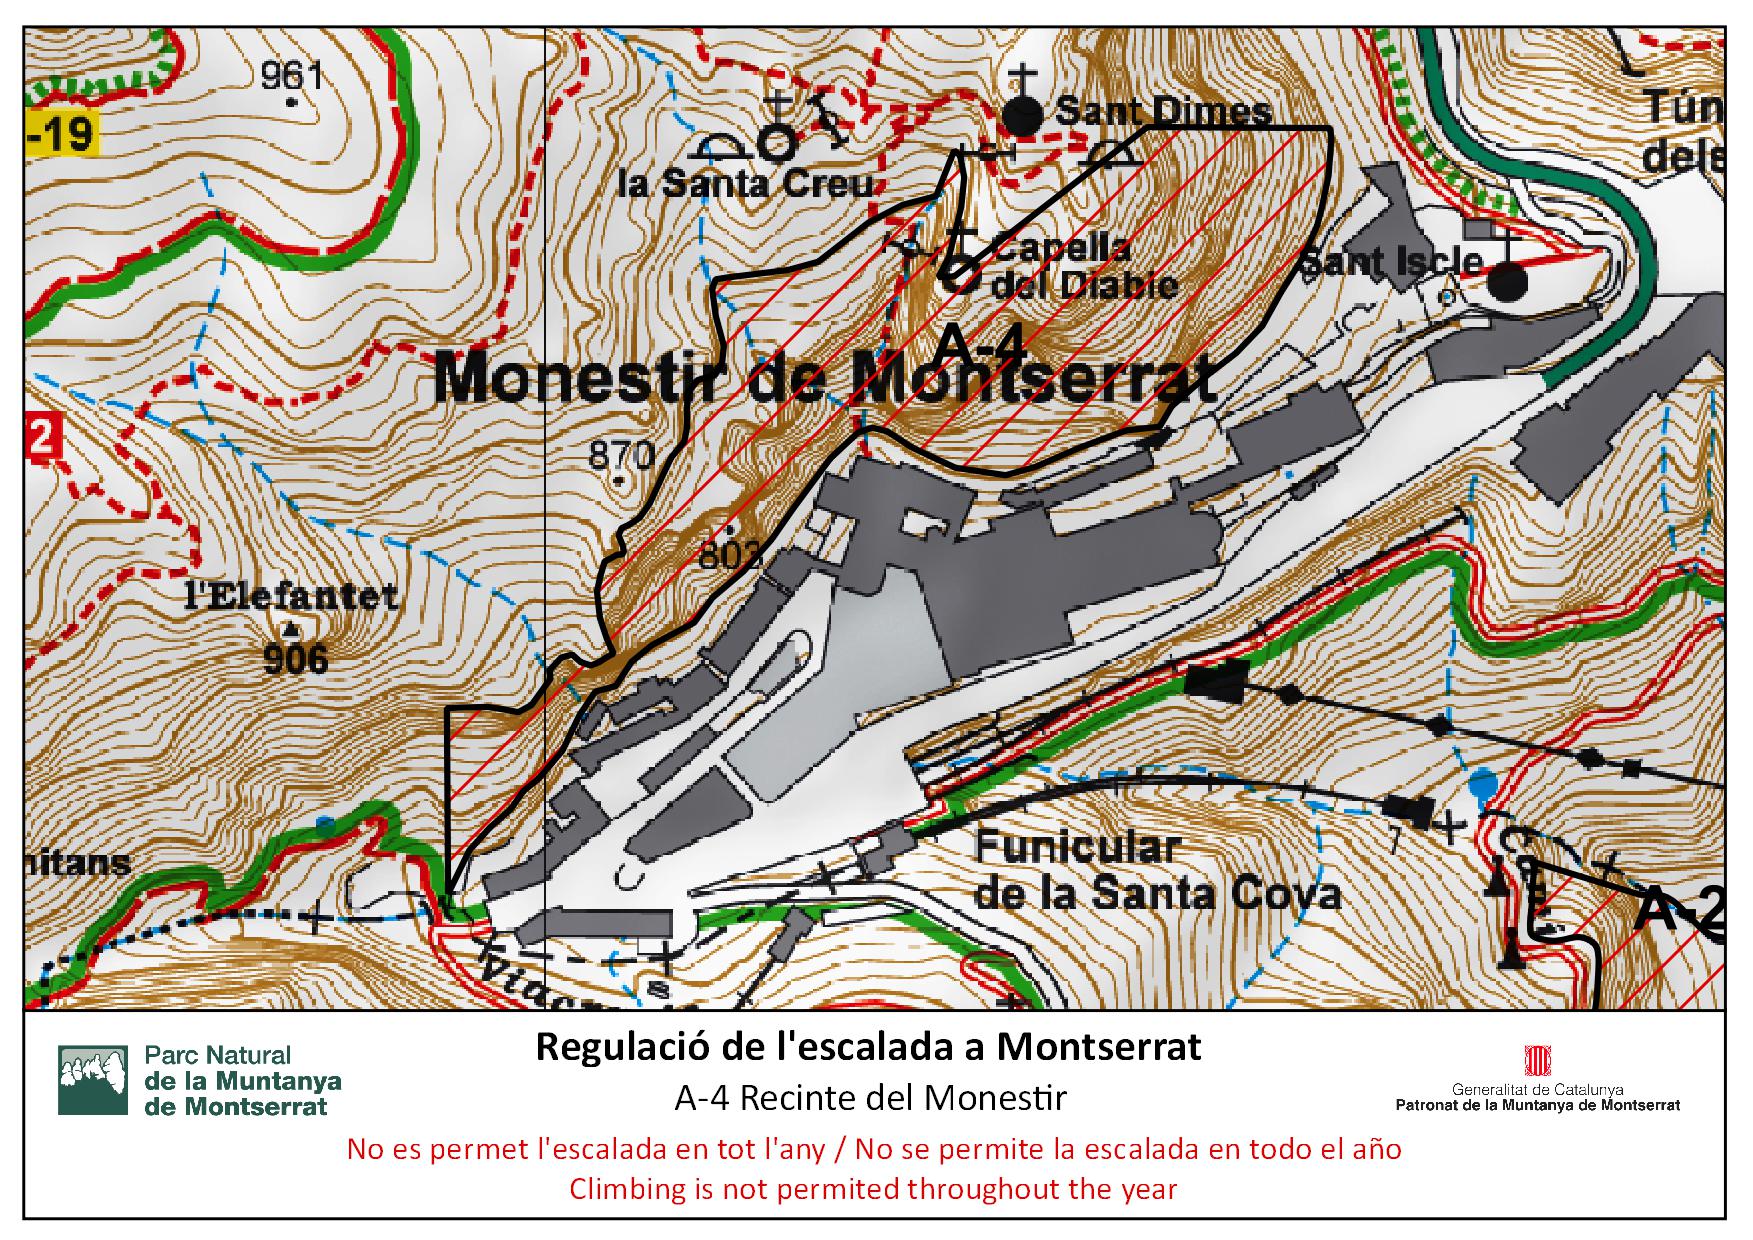 961
Sant Dimes
Tún
-19
dels
la Santa Creu
Capella
Sant Iscle
del Diable
A-4
Monestir de Montserrat
2
870
803
l'Elefantet
906
Funicular
7
nitans
de la Santa Cova
A-2
Viacr
Regulació de l'escalada a Montserrat
Parc Natural
de la Muntanya
de Montserrat
A-4 Recinte del Monestir
Generalitat de Catalunya
Patronat de la Muntanya de Montserrat
No es permet l'escalada en tot l'any / No se permite la escalada en todo el año
Climbing is not permited throughout the year